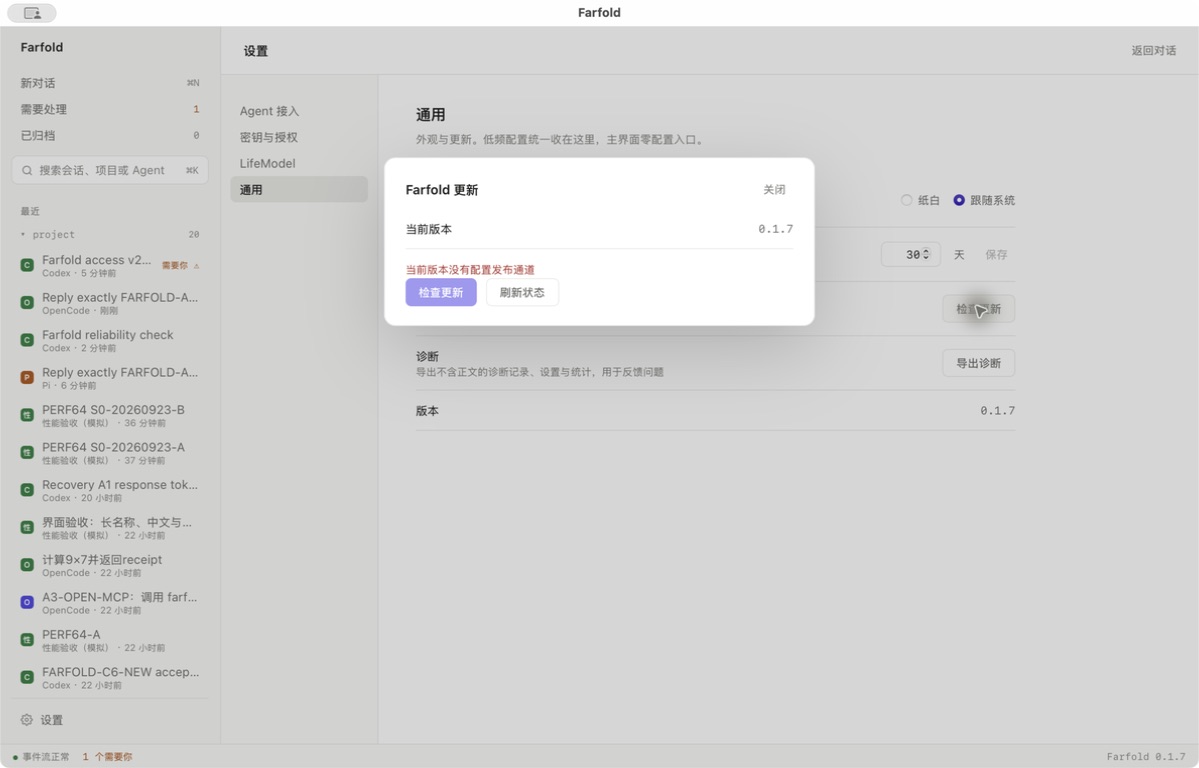 Farfold
Farfold
新对话 ⌘N
需要处理 1
已归档 0
搜索会话、项目或 Agent ⌘K
最近
project 20
C Farfold access v2... 需要你
Codex · 5 分钟前
O Reply exactly FARFOLD-A...
OpenCode · 刚刚
C Farfold reliability check
Codex · 2 分钟前
P Reply exactly FARFOLD-A...
Pi · 6 分钟前
性 PERF64 S0-20260923-B
性能验收（模拟） · 36 分钟前
性 PERF64 S0-20260923-A
性能验收（模拟） · 37 分钟前
C Recovery A1 response tok...
Codex · 20 小时前
性 界面验收：长名称、中文与...
性能验收（模拟） · 22 小时前
O 计算9×7并返回receipt
OpenCode · 22 小时前
O A3-OPEN-MCP：调用 farf...
OpenCode · 22 小时前
性 PERF64-A
性能验收（模拟） · 22 小时前
C FARFOLD-C6-NEW accep...
Codex · 22 小时前
设置
设置 返回对话
Agent 接入
密钥与授权
LifeModel
通用
通用
外观与更新。低频配置统一收在这里，主界面零配置入口。
纸白 跟随系统
30 天 保存
Farfold 更新 关闭
当前版本 0.1.7
当前版本没有配置发布通道
检查更新 刷新状态
诊断
导出不含正文的诊断记录、设置与统计，用于反馈问题
导出诊断
版本 0.1.7
事件流正常 1 个需要你 Farfold 0.1.7